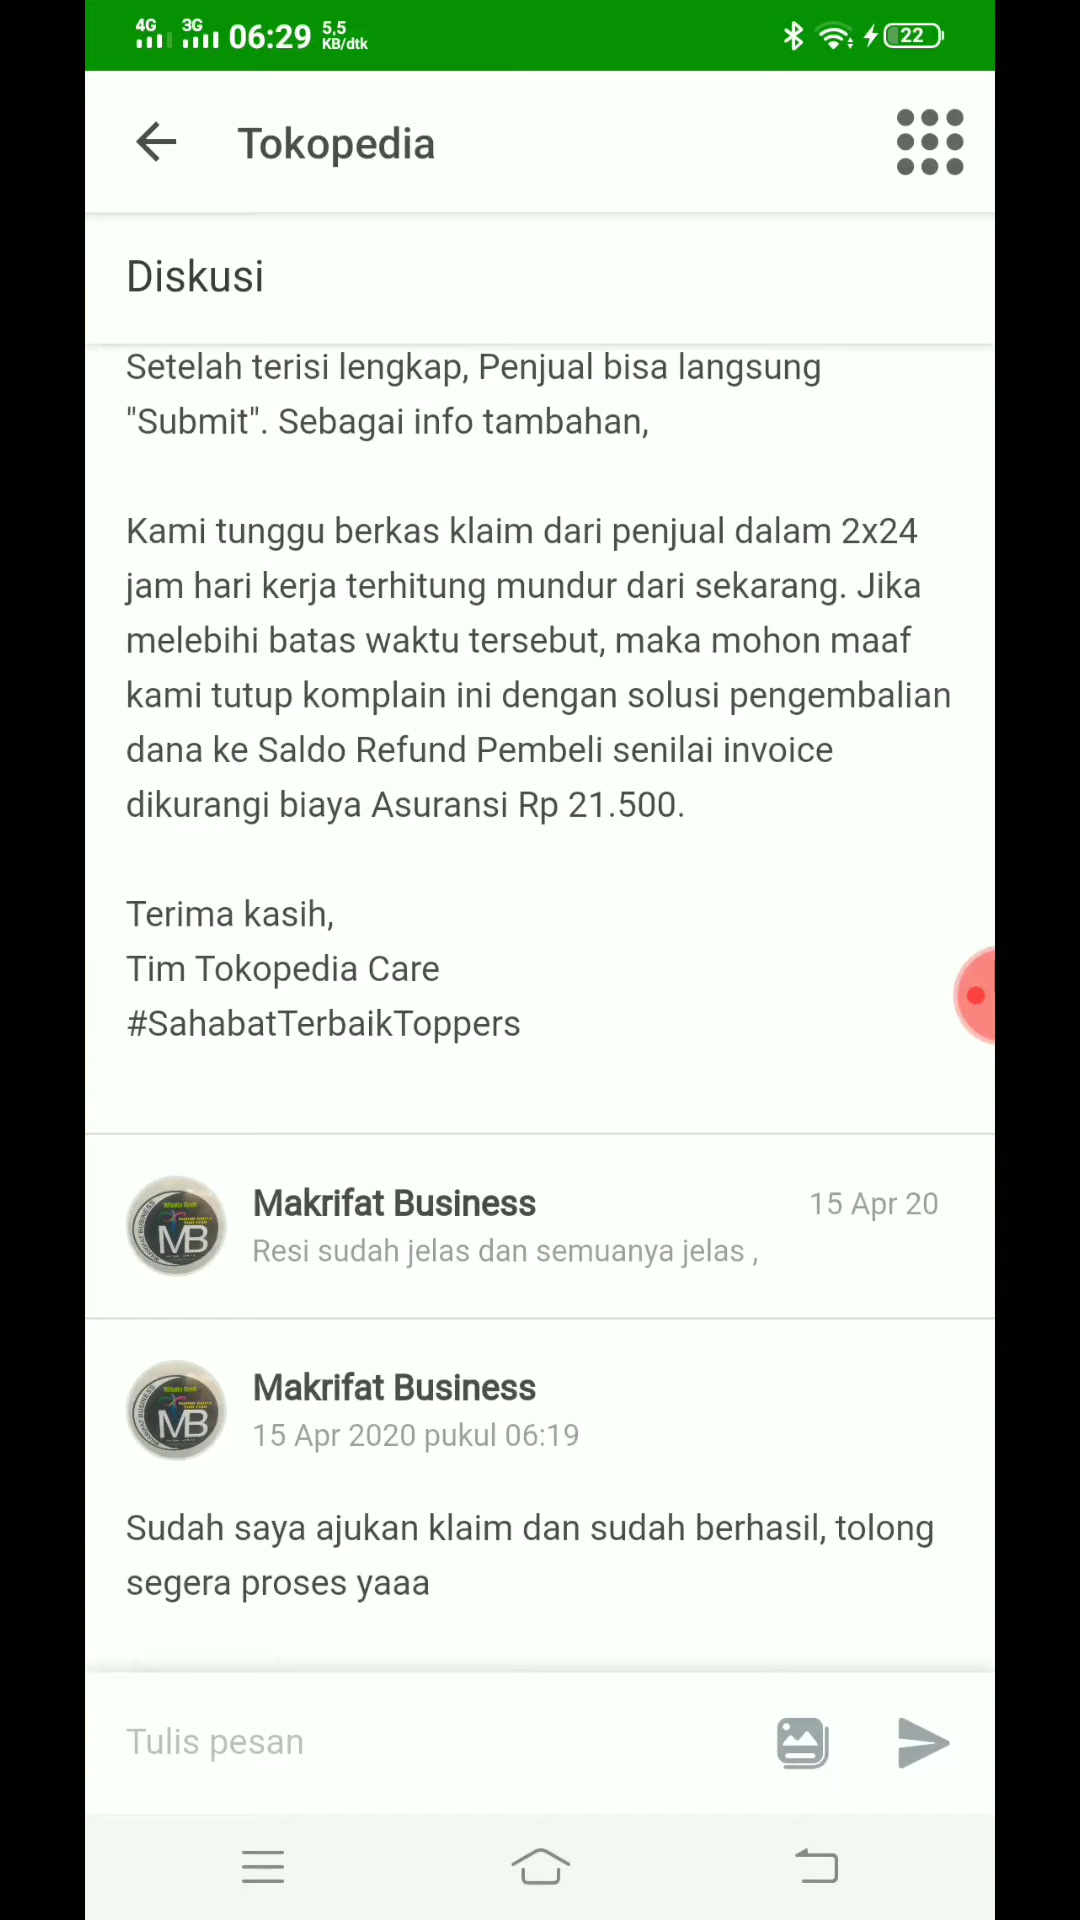 4G 3G 06:29 5,5 KB/dtk 22
Tokopedia
Diskusi
Setelah terisi lengkap, Penjual bisa langsung
"Submit". Sebagai info tambahan,
Kami tunggu berkas klaim dari penjual dalam 2x24
jam hari kerja terhitung mundur dari sekarang. Jika
melebihi batas waktu tersebut, maka mohon maaf
kami tutup komplain ini dengan solusi pengembalian
dana ke Saldo Refund Pembeli senilai invoice
dikurangi biaya Asuransi Rp 21.500.
Terima kasih,
Tim Tokopedia Care
#SahabatTerbaikToppers
Makrifat Business 15 Apr 20
Resi sudah jelas dan semuanya jelas ,
MB
Makrifat Business
15 Apr 2020 pukul 06:19
MB
Sudah saya ajukan klaim dan sudah berhasil, tolong
segera proses yaaa
Tulis pesan